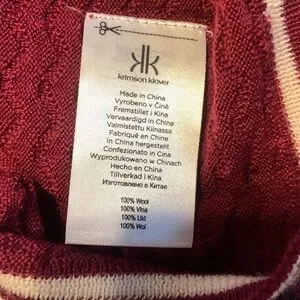 krimson klover
Made in China
Vyrobeno v Číně
Fremstillet i Kina
Vervaardigd in China
Valmistettu Kiinassa
Fabriqué en Chine
In China hergestellt
Confezionato in Cina
Wyprodukowano w Chinach
Hecho en China
Tillverkad i Kina
Изготовлено в Китае
100% Wool
100% Vlna
100% Uld
100% Wol